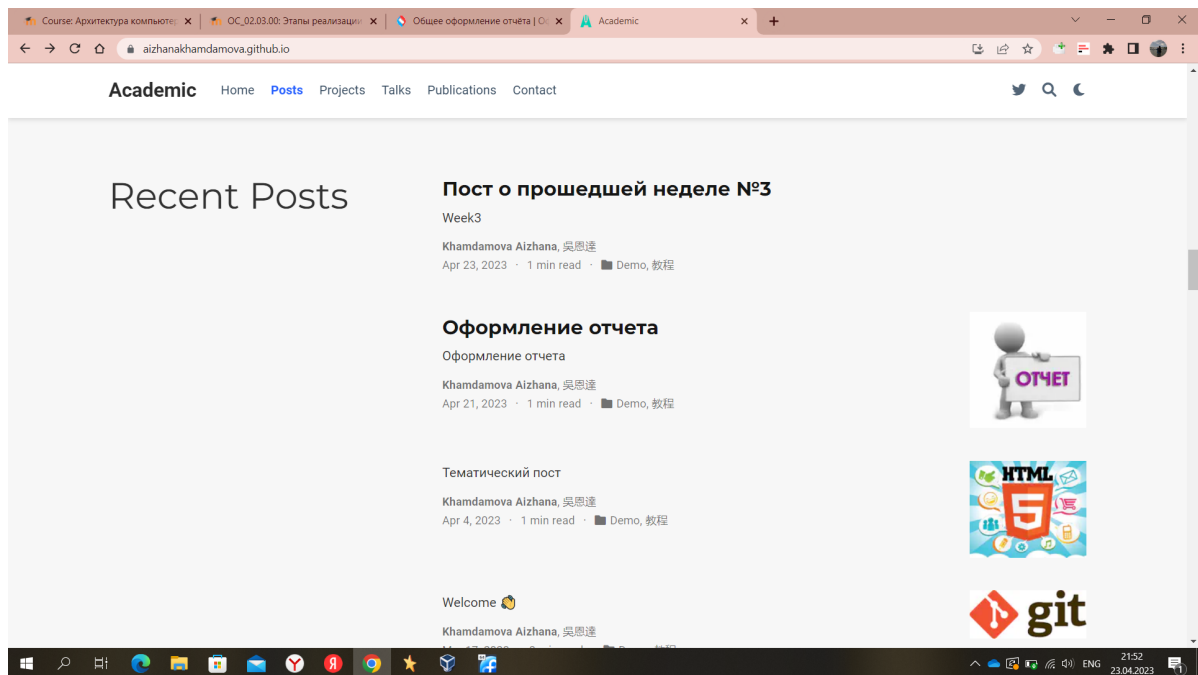 Course: Архитектура компьютер
ОС_02.03.00: Этапы реализации
Общее оформление отчёта | Ос
Academic
aizhanakhamdamova.github.io
Academic Home Posts Projects Talks Publications Contact
Recent Posts
Пост о прошедшей неделе №3
Week3
Khamdamova Aizhana, 吳恩達
Apr 23, 2023 · 1 min read · Demo, 教程
Оформление отчета
Оформление отчета
Khamdamova Aizhana, 吳恩達
Apr 21, 2023 · 1 min read · Demo, 教程
ОТЧЕТ
Тематический пост
Khamdamova Aizhana, 吳恩達
Apr 4, 2023 · 1 min read · Demo, 教程
HTML
5
Welcome 👋
Khamdamova Aizhana, 吳恩達
git
ENG
21:52
23.04.2023